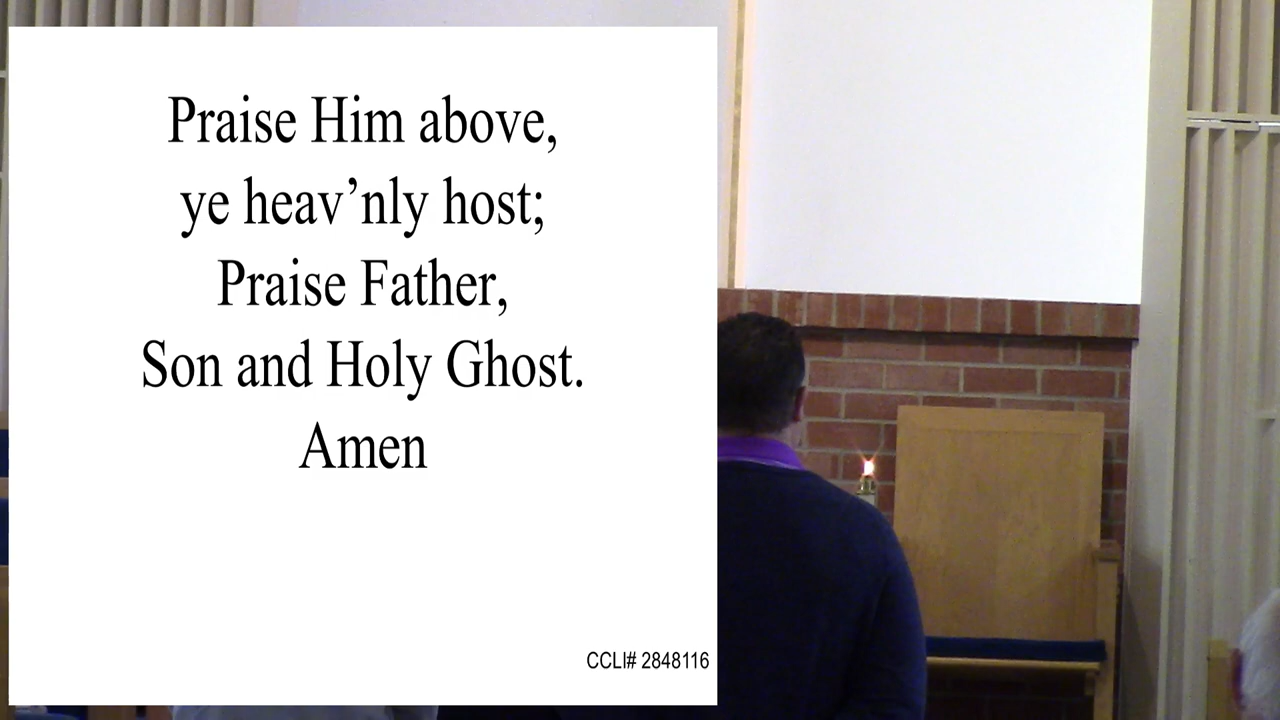 Praise Him above,
ye heav’nly host;
Praise Father,
Son and Holy Ghost.
Amen
CCLI# 2848116